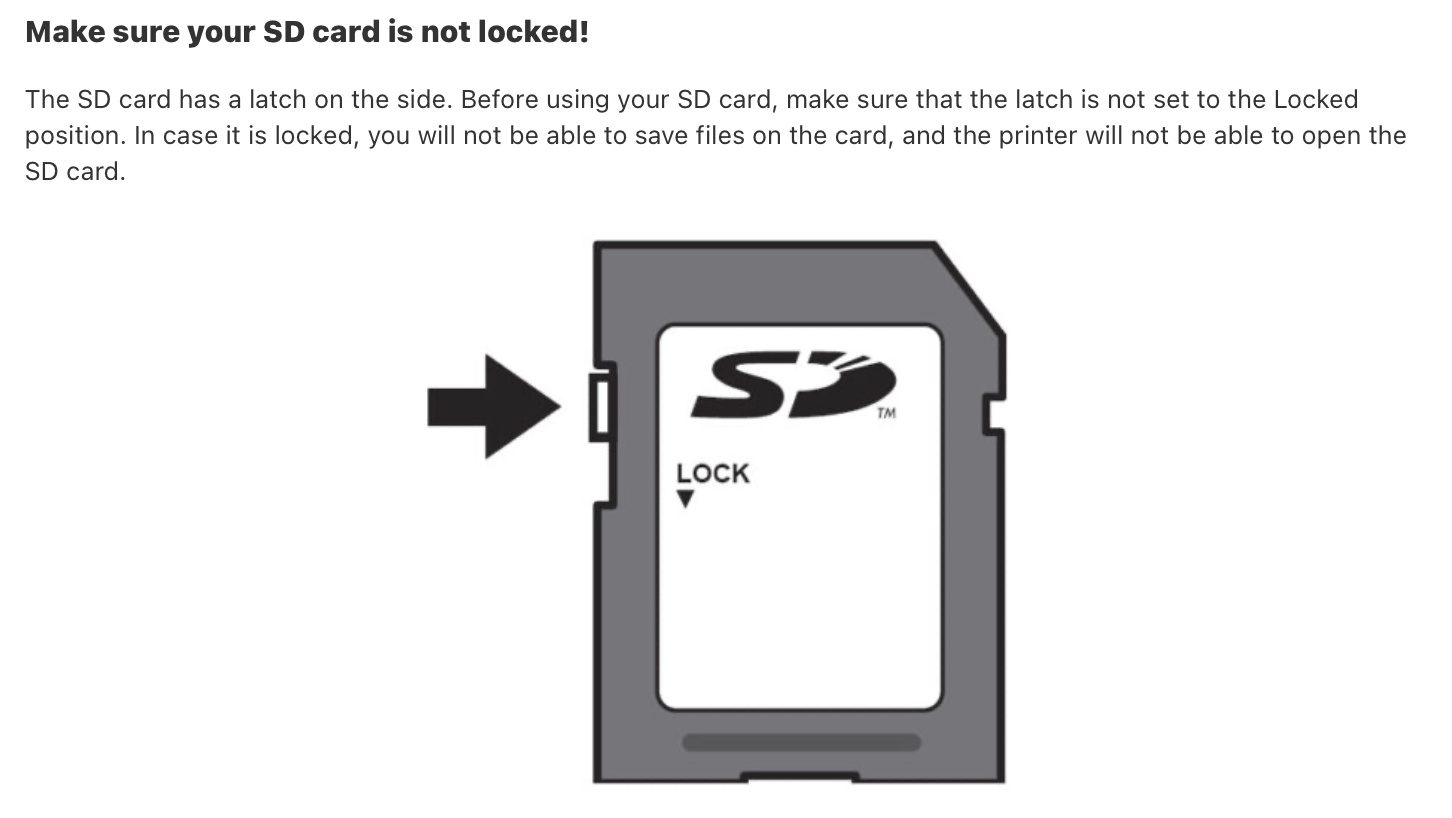 Make sure your SD card is not locked!
The SD card has a latch on the side. Before using your SD card, make sure that the latch is not set to the Locked
position. In case it is locked, you will not be able to save files on the card, and the printer will not be able to open the
SD card.
SD
TM
LOCK